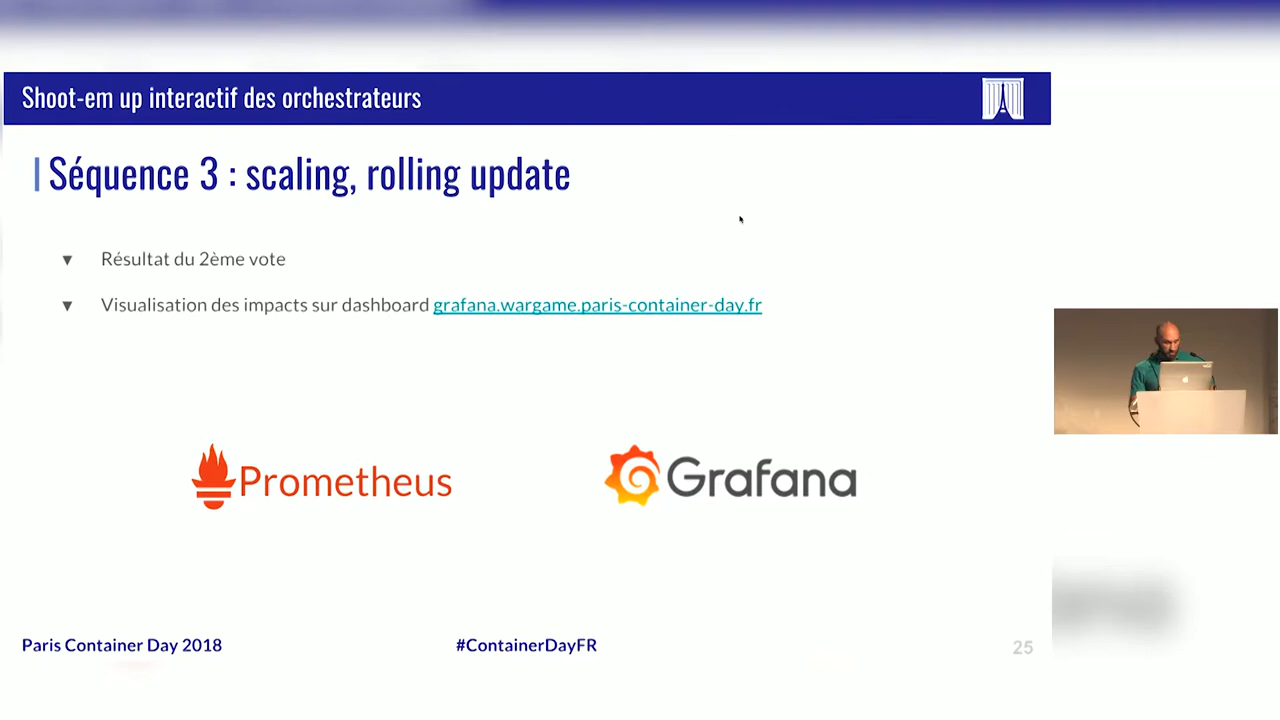 Shoot-em up interactif des orchestrateurs
Séquence 3 : scaling, rolling update
Résultat du 2ème vote
Visualisation des impacts sur dashboard grafana.wargame.paris-container-day.fr
Prometheus
Grafana
Paris Container Day 2018
#ContainerDayFR
25